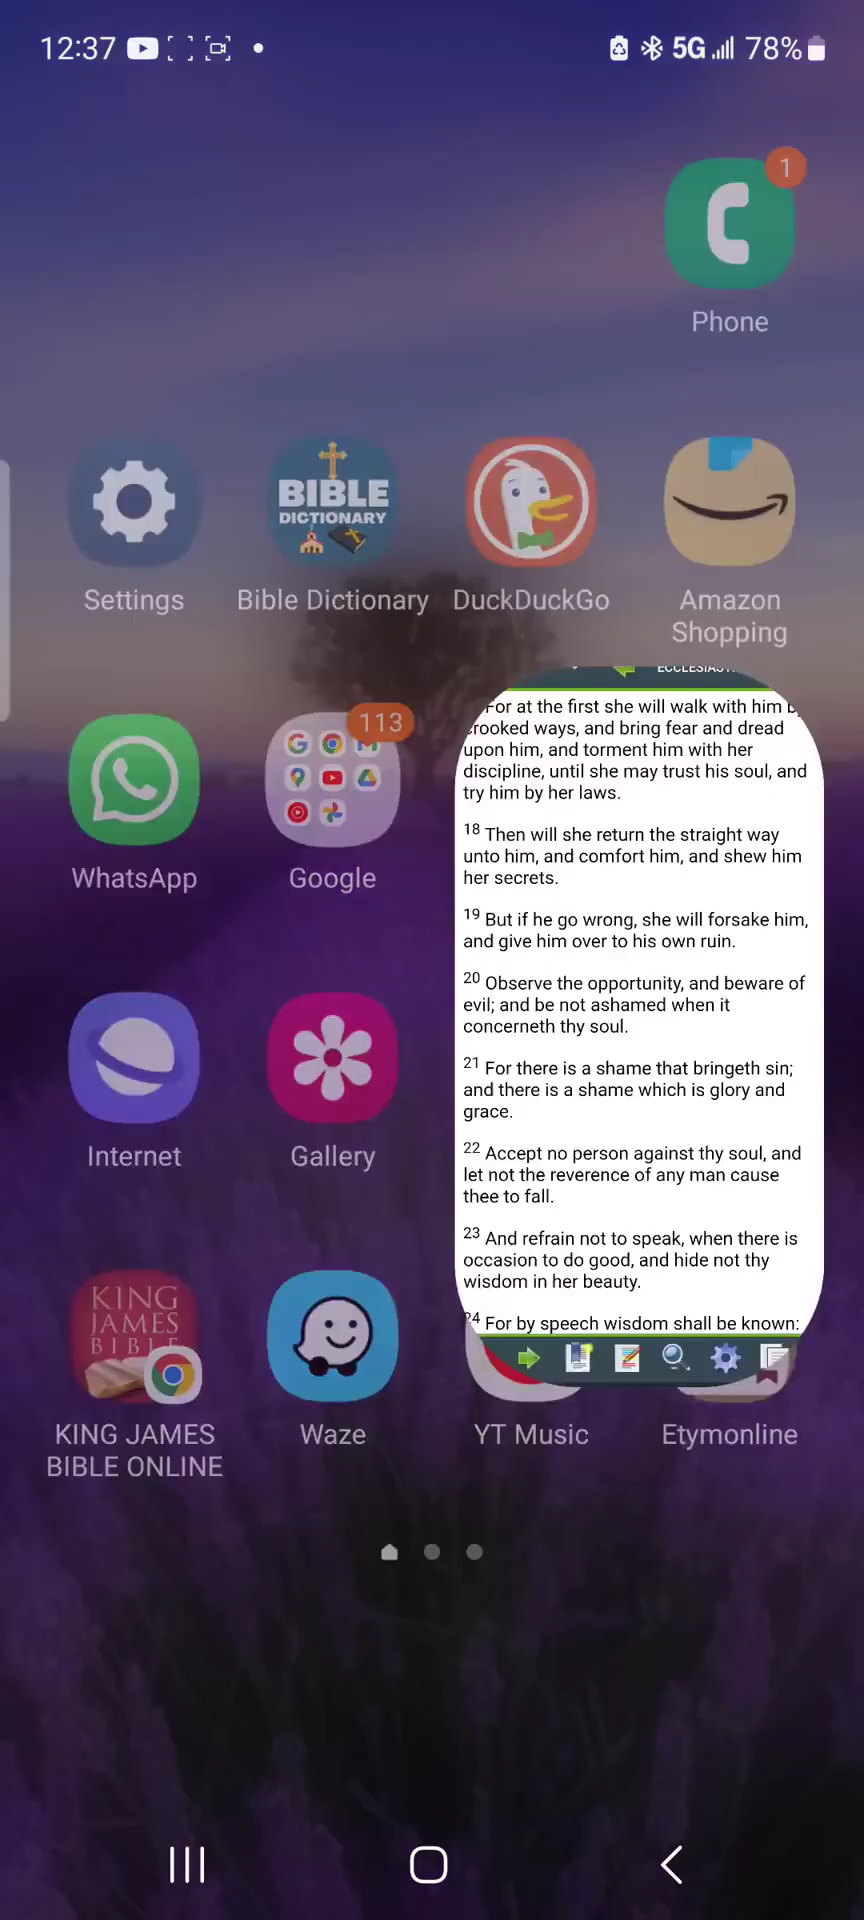 12:37
5G 78%
1
Phone
BIBLE
DICTIONARY
Settings
Bible Dictionary
DuckDuckGo
Amazon
Shopping
113
WhatsApp
Google
For at the first she will walk with him
crooked ways, and bring fear and dread
upon him, and torment him with her
discipline, until she may trust his soul, and
try him by her laws.
18 Then will she return the straight way
unto him, and comfort him, and shew him
her secrets.
19 But if he go wrong, she will forsake him,
and give him over to his own ruin.
20 Observe the opportunity, and beware of
evil; and be not ashamed when it
concerneth thy soul.
21 For there is a shame that bringeth sin;
and there is a shame which is glory and
grace.
22 Accept no person against thy soul, and
let not the reverence of any man cause
thee to fall.
23 And refrain not to speak, when there is
occasion to do good, and hide not thy
wisdom in her beauty.
24 For by speech wisdom shall be known:
Internet
Gallery
KING
JAMES
BIBLE
KING JAMES
BIBLE ONLINE
Waze
YT Music
Etymonline